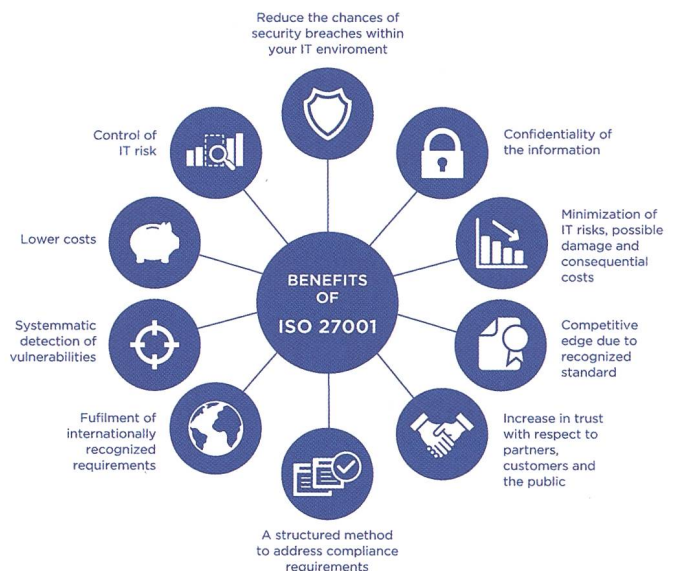 Reduce the chances of
security breaches within
your IT enviroment
Confidentiality of
the information
Minimization of
IT risks, possible
damage and
consequential
costs
Competitive
edge due to
recognized
standard
Increase in trust
with respect to
partners,
customers and
the public
A structured method
to address compliance
requirements
Fufilment of
internationally
recognized
requirements
Systemmatic
detection of
vulnerabilities
Lower costs
Control of
IT risk
BENEFITS
OF
ISO 27001